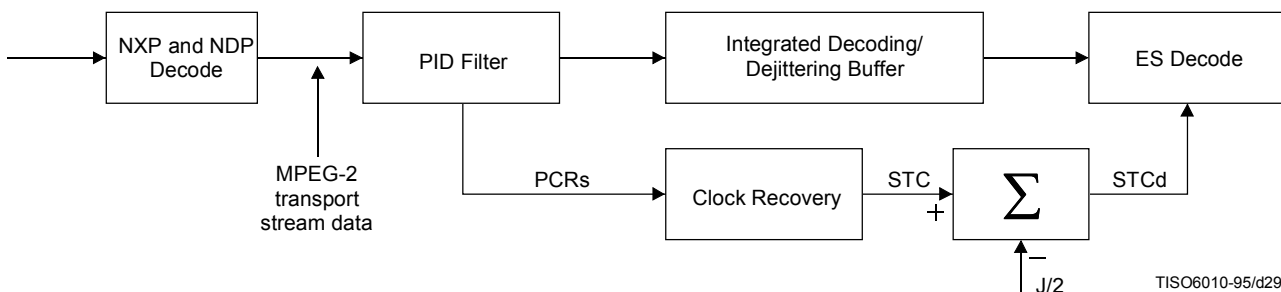 NXP and NDP
Decode
PID Filter
Integrated Decoding/
Dejittering Buffer
ES Decode
MPEG-2
transport
stream data
PCRs
Clock Recovery
STC
+
Σ
STCd
−
J/2
TISO6010-95/d29